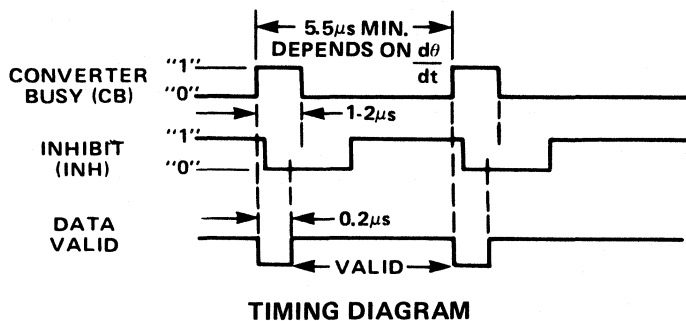 5.5μs MIN.
DEPENDS ON dθ
dt
CONVERTER
BUSY (CB)
"1"
"0"
1-2μs
INHIBIT
(INH)
"1"
"0"
0.2μs
DATA
VALID
VALID
TIMING DIAGRAM